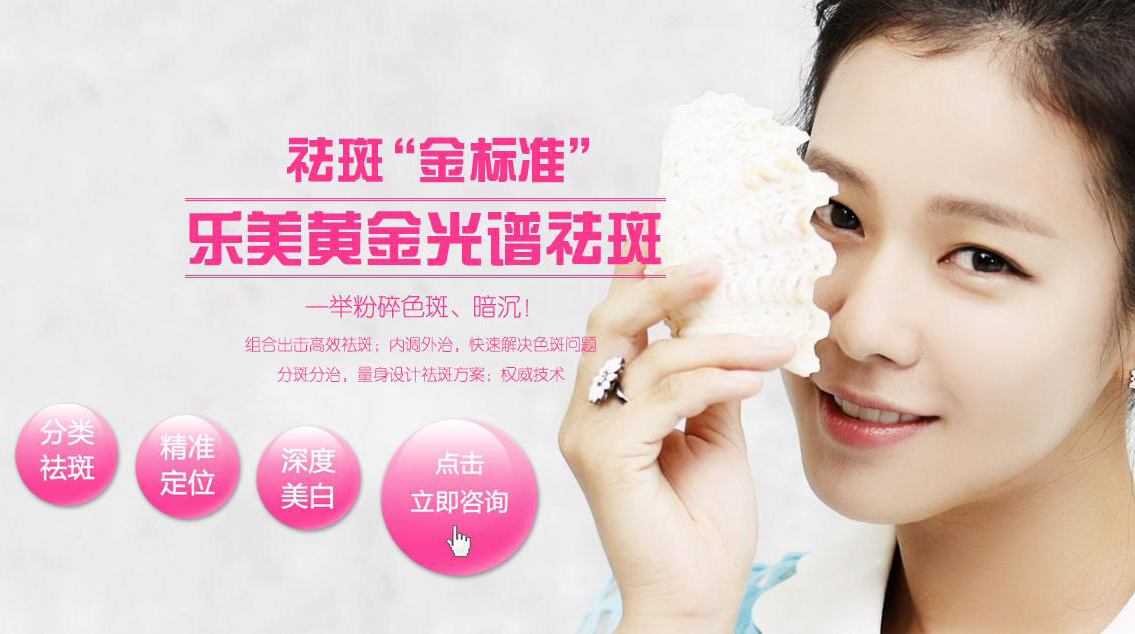 祛斑“金标准”
乐美黄金光谱祛斑
一举粉碎色斑、暗沉！
组合出击高效祛斑；内调外治，快速解决色斑问题
分斑分治，量身设计祛斑方案；权威技术
分类
祛斑
精准
定位
深度
美白
点击
立即咨询